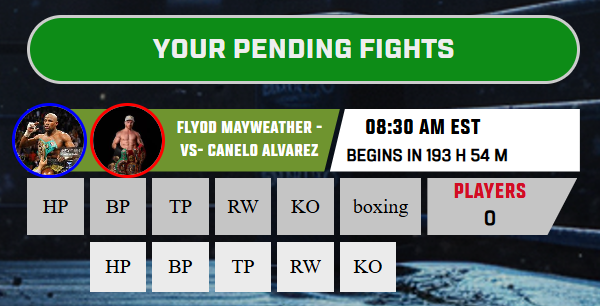 YOUR PENDING FIGHTS
FLYOD MAYWEATHER -
VS- CANELO ALVAREZ
08:30 AM EST
BEGINS IN 193 H 54 M
HP BP TP RW KO boxing
PLAYERS
0
HP BP TP RW KO